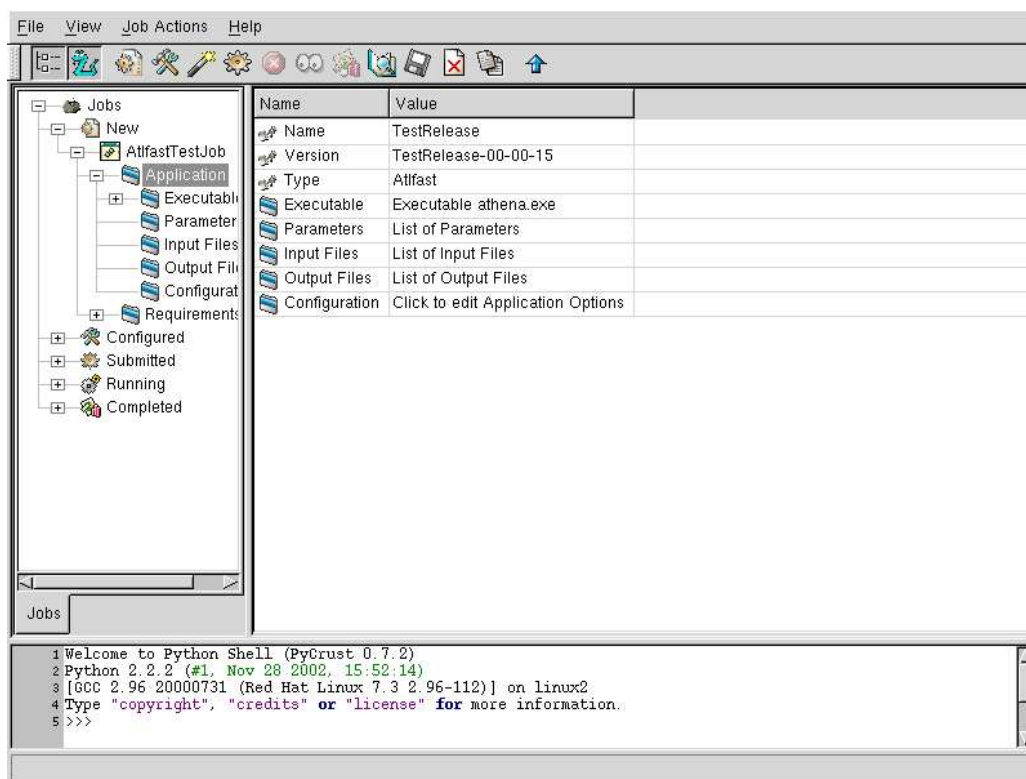 File View Job Actions Help
Jobs
New
AtlfastTestJob
Application
Executabl
Parameter
Input Files
Output Fil
Configurat
Requirements
Configured
Submitted
Running
Completed
Jobs
Name Value
Name TestRelease
Version TestRelease-00-00-15
Type Atlfast
Executable Executable athena.exe
Parameters List of Parameters
Input Files List of Input Files
Output Files List of Output Files
Configuration Click to edit Application Options
1 Welcome to Python Shell (PyCrust 0.7.2)
2 Python 2.2.2 (#1, Nov 28 2002, 15:52:14)
3 [GCC 2.96 20000731 (Red Hat Linux 7.3 2.96-112)] on linux2
4 Type "copyright", "credits" or "license" for more information.
5 >>>